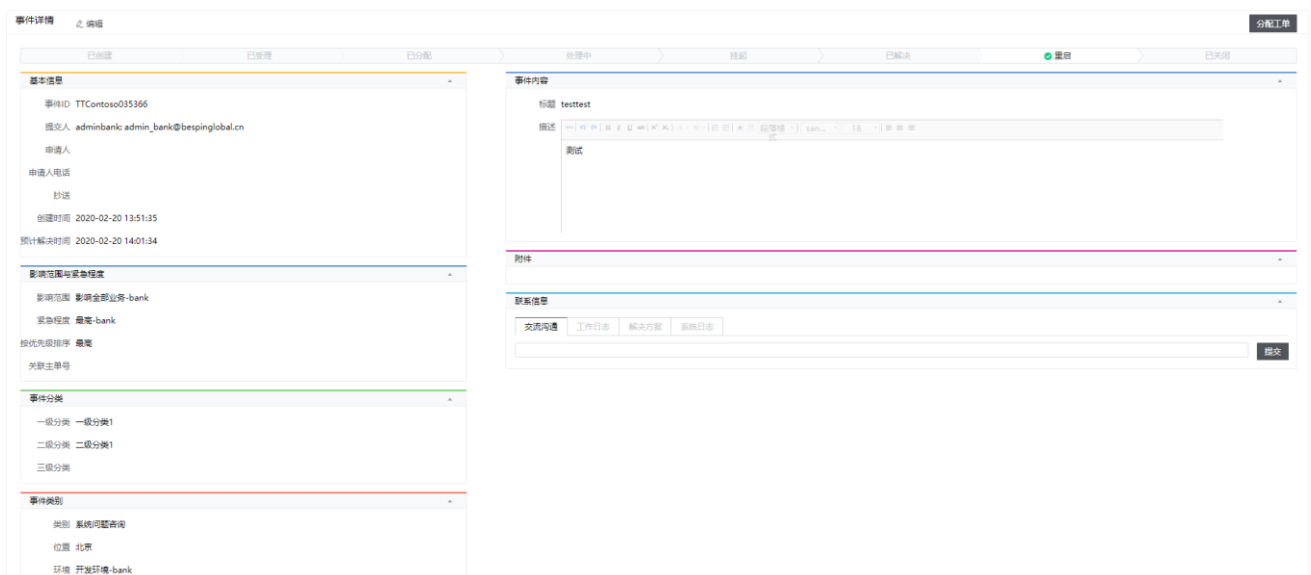 事件详情 编辑
分配工单
已创建 已受理 已分配 处理中 挂起 已解决 重启 已关闭
基本信息
事件ID TTContoso035366
提交人 adminbank: admin_bank@bespinglobal.cn
申请人
申请人电话
抄送
创建时间 2020-02-20 13:51:35
预计解决时间 2020-02-20 14:01:34
影响范围与紧急程度
影响范围 影响全部业务-bank
紧急程度 最高-bank
按优先级排序 最高
关联主单号
事件分类
一级分类 一级分类1
二级分类 二级分类1
三级分类
事件类别
类别 系统问题咨询
位置 北京
环境 开发环境-bank
事件内容
标题 testtest
描述
段落格式 san... 18
测试
附件
联系信息
交流沟通 工作日志 解决方案 系统日志
提交